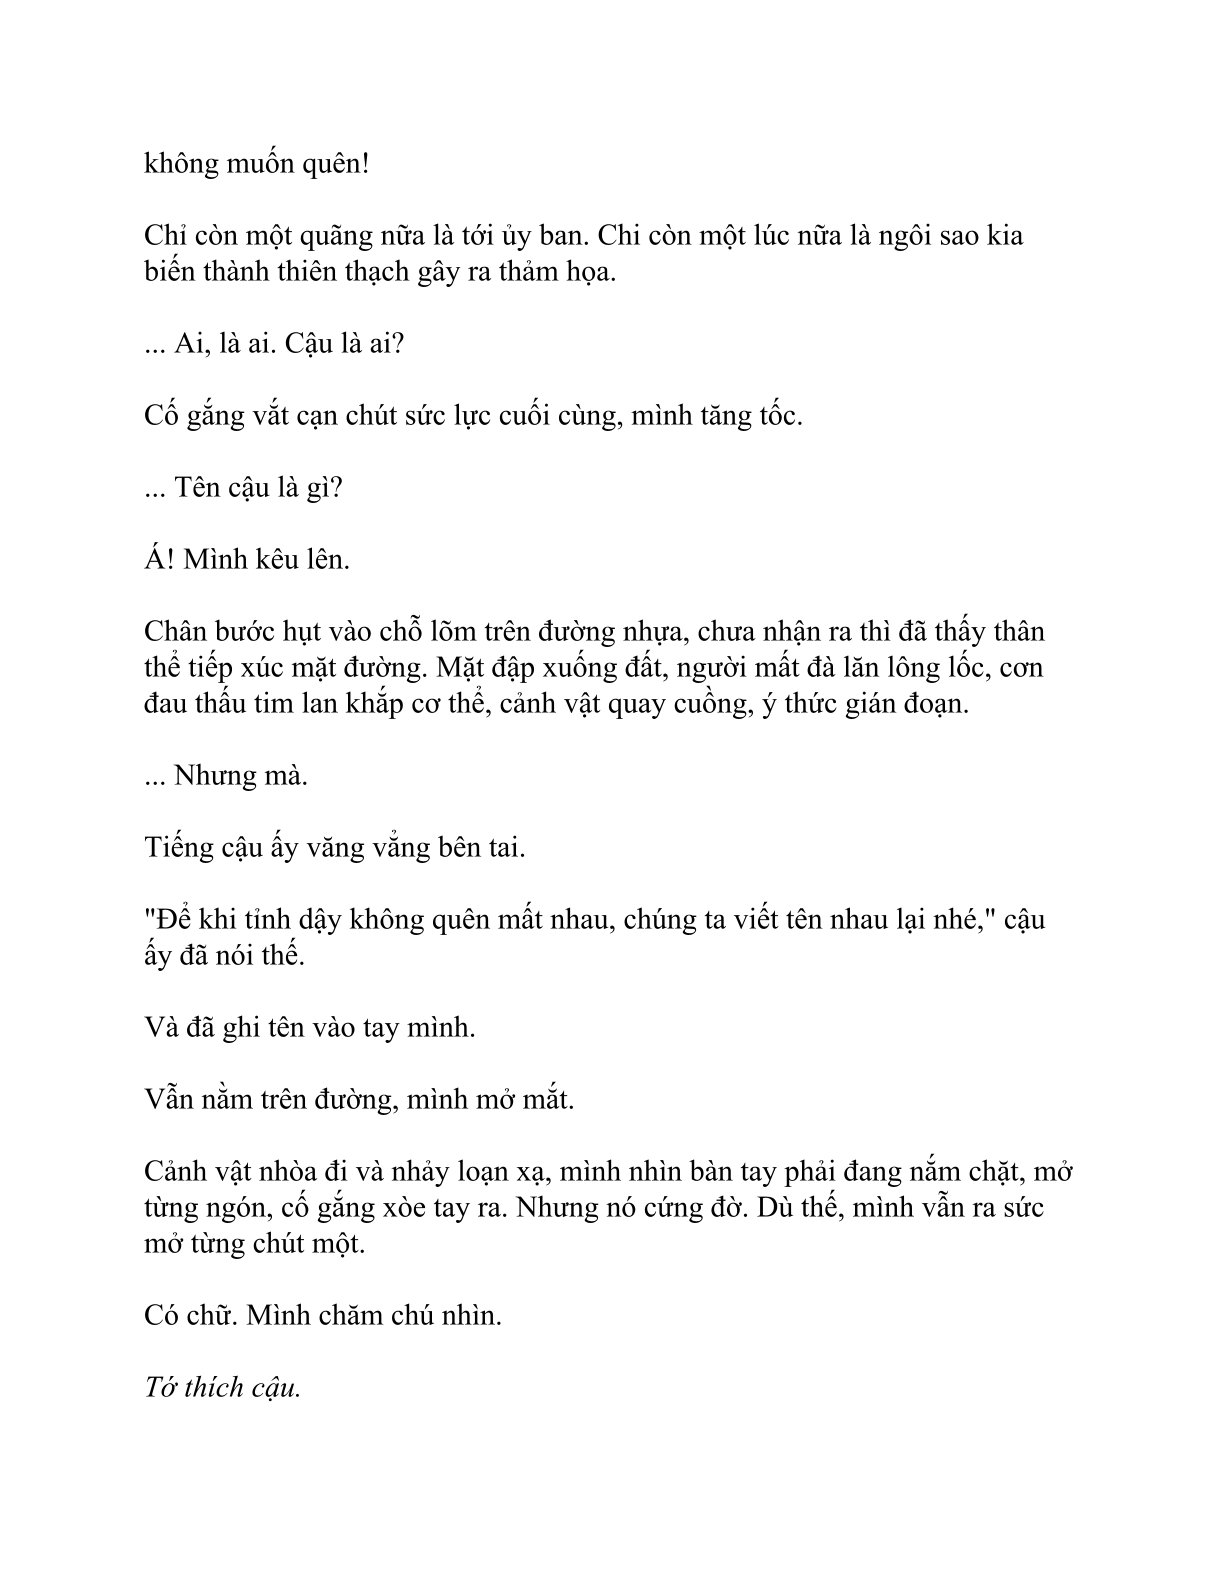 không muốn quên!
Chỉ còn một quãng nữa là tới ủy ban. Chi còn một lúc nữa là ngôi sao kia
biến thành thiên thạch gây ra thảm họa.
... Ai, là ai. Cậu là ai?
Cố gắng vắt cạn chút sức lực cuối cùng, mình tăng tốc.
... Tên cậu là gì?
Á! Mình kêu lên.
Chân bước hụt vào chỗ lõm trên đường nhựa, chưa nhận ra thì đã thấy thân
thể tiếp xúc mặt đường. Mặt đập xuống đất, người mất đà lăn lông lốc, cơn
đau thấu tim lan khắp cơ thể, cảnh vật quay cuồng, ý thức gián đoạn.
... Nhưng mà.
Tiếng cậu ấy văng vẳng bên tai.
"Để khi tỉnh dậy không quên mất nhau, chúng ta viết tên nhau lại nhé," cậu
ấy đã nói thế.
Và đã ghi tên vào tay mình.
Vẫn nằm trên đường, mình mở mắt.
Cảnh vật nhòa đi và nhảy loạn xạ, mình nhìn bàn tay phải đang nắm chặt, mở
từng ngón, cố gắng xòe tay ra. Nhưng nó cứng đờ. Dù thế, mình vẫn ra sức
mở từng chút một.
Có chữ. Mình chăm chú nhìn.
Tớ thích cậu.